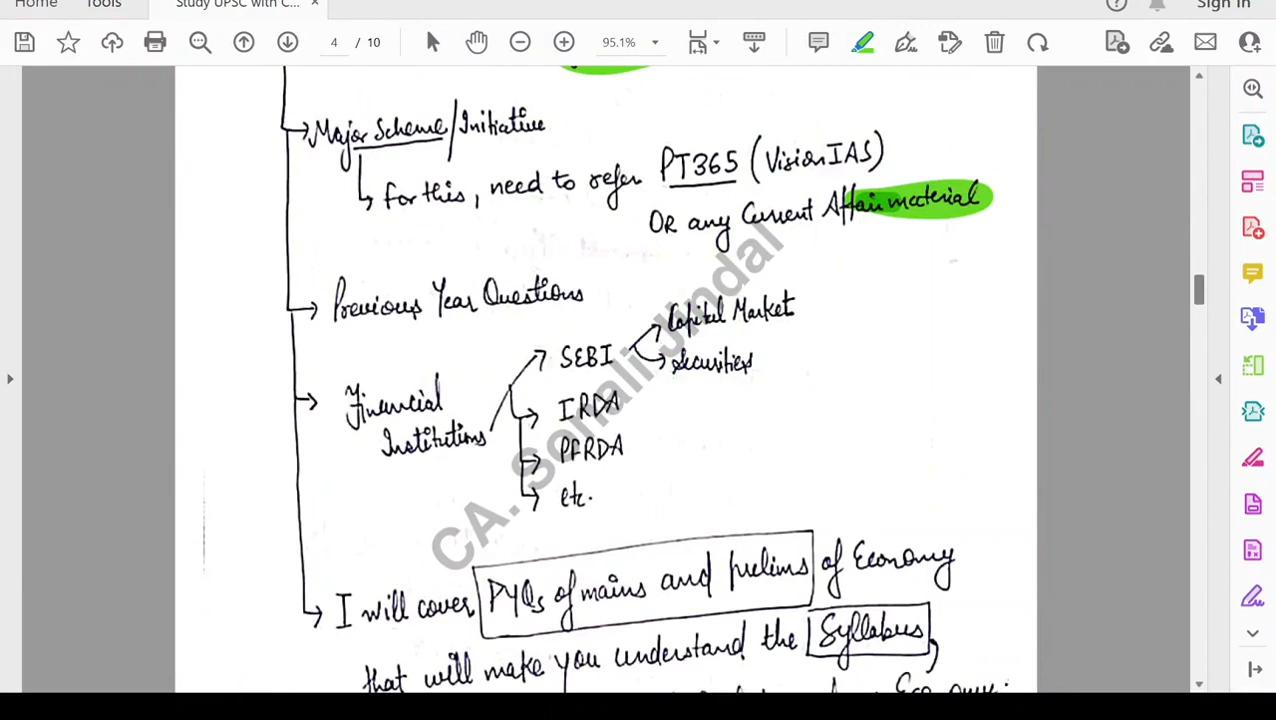 Home
Tools
Study UPSC with C...
×
Sign In
4 / 10
95.1%
Major Scheme/Initiative
for this, need to refer PT365 (VisionIAS)
OR any Current Affair material
Previous Year Questions
Financial Institutions
SEBI
Capital Market
Securities
IRDA
PFRDA
etc.
I will cover PYQs of mains and prelims of Economy
that will make you understand the Syllabus,
Economy.
CA. Sonali Jindal